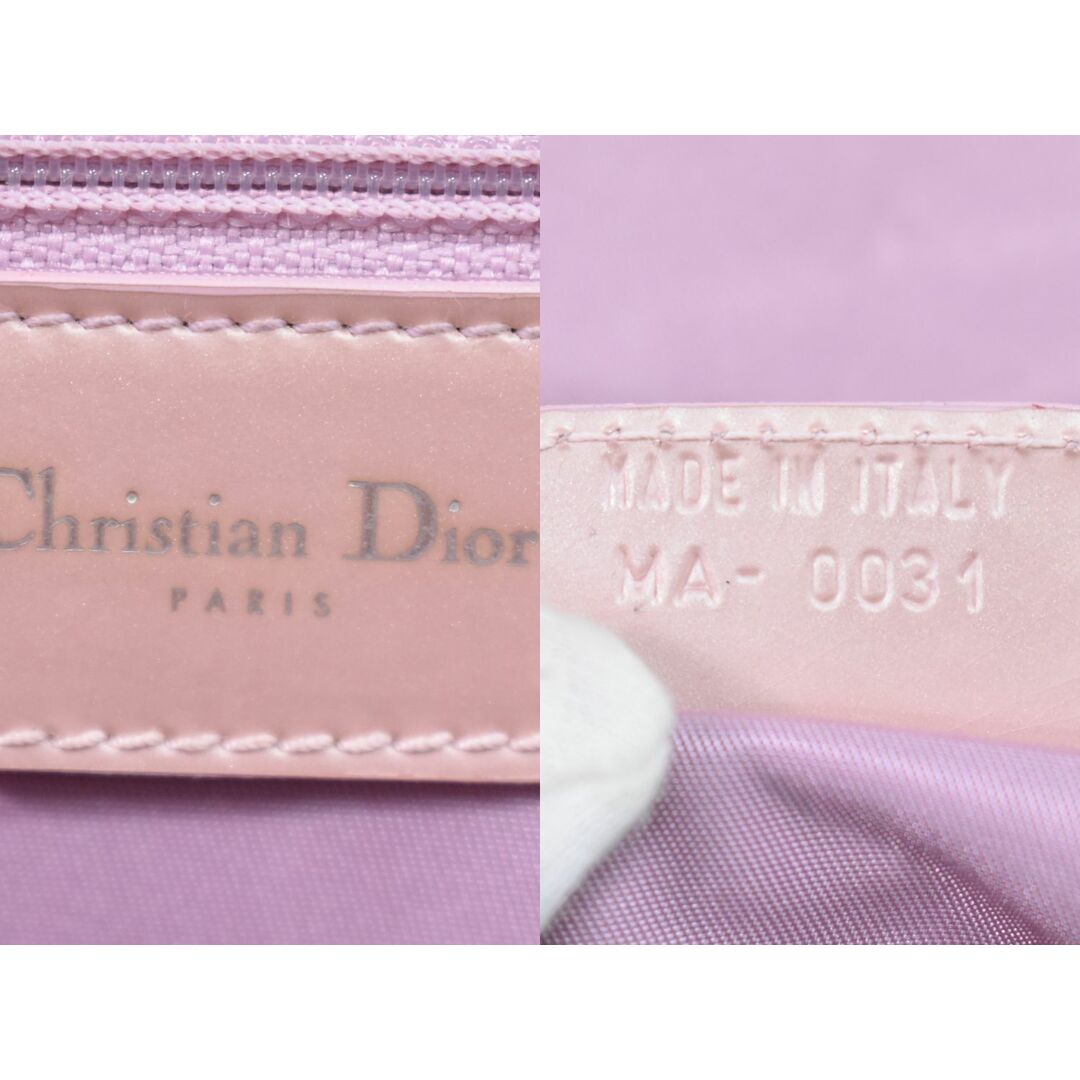 Christian Dior
PARIS
MADE IN ITALY
MA-0031